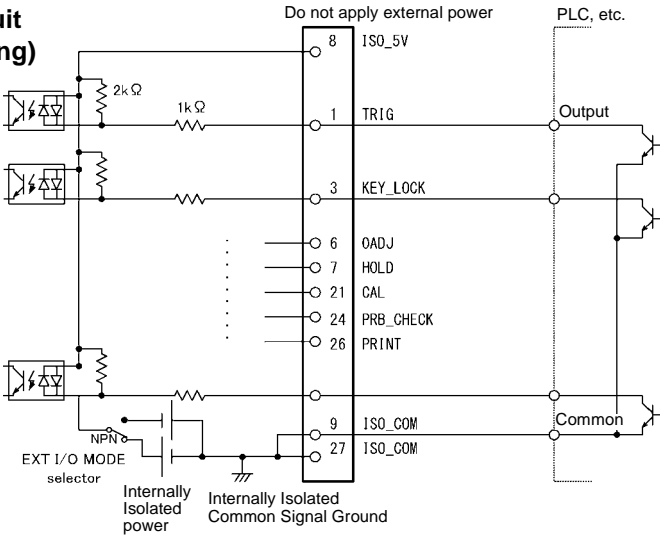 uit
ng)
Do not apply external power
PLC, etc.
8 ISO_5V
2kΩ
1kΩ
1 TRIG
Output
3 KEY_LOCK
6 0ADJ
7 HOLD
21 CAL
24 PRB_CHECK
26 PRINT
9 ISO_COM
Common
NPN
27 ISO_COM
EXT I/O MODE
selector
Internally
Isolated
power
Internally Isolated
Common Signal Ground